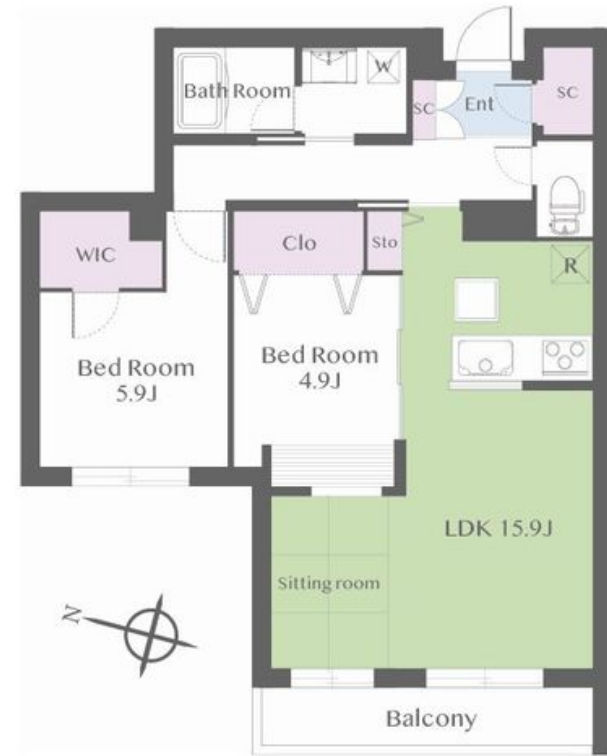 Bath Room
W
SC
Ent
SC
WIC
Clo
Sto
R
Bed Room
5.9J
Bed Room
4.9J
LDK 15.9J
Sitting room
N
Balcony